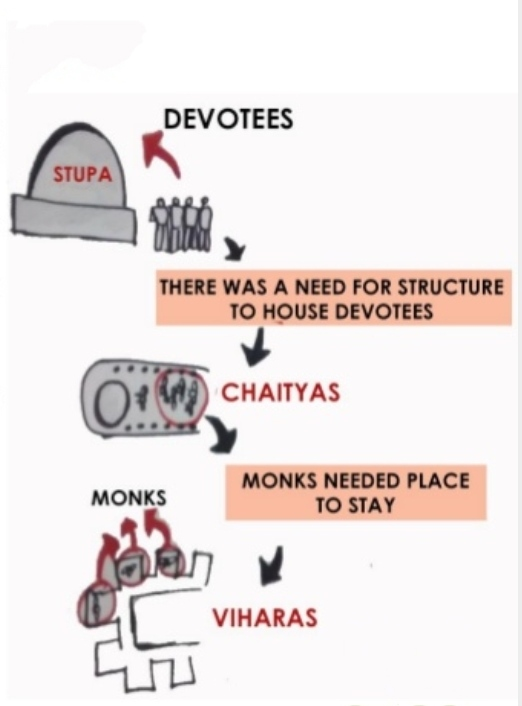 DEVOTEES
STUPA
THERE WAS A NEED FOR STRUCTURE
TO HOUSE DEVOTEES
CHAITYAS
MONKS NEEDED PLACE
TO STAY
MONKS
VIHARAS